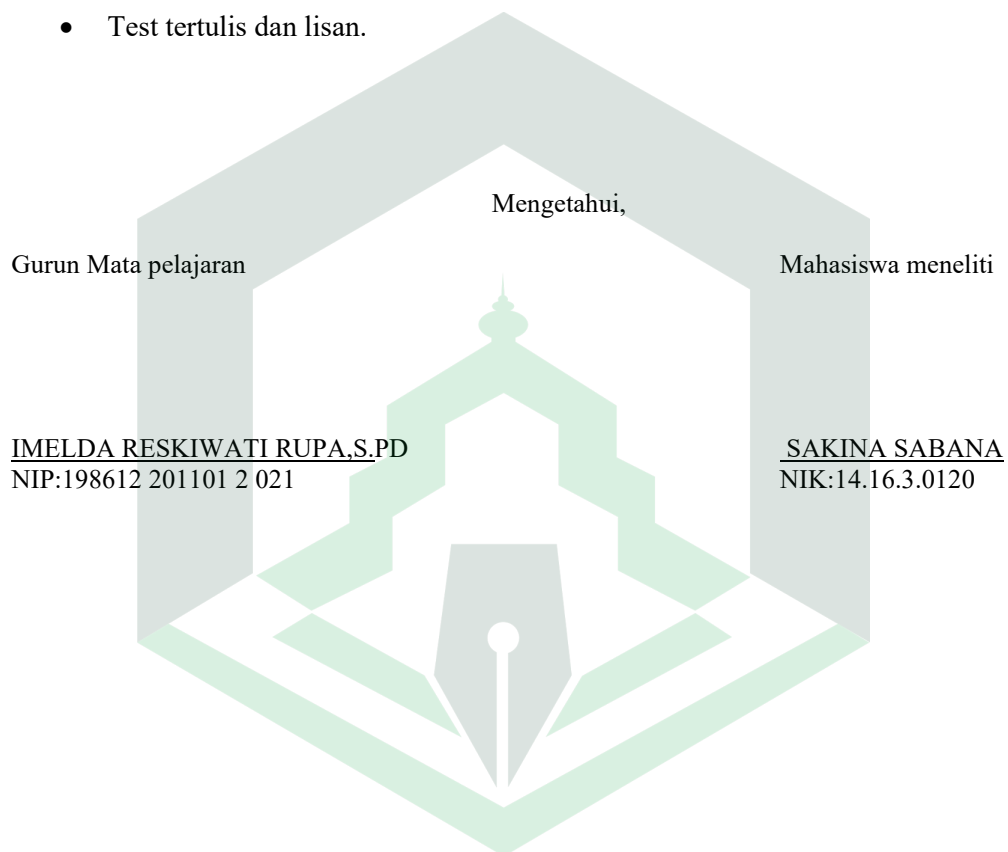 • Test tertulis dan lisan.
Mengetahui,
Gurun Mata pelajaran Mahasiswa meneliti
IMELDA RESKIWATI RUPA,S.PD SAKINA SABANA
NIP:198612 201101 2 021 NIK:14.16.3.0120